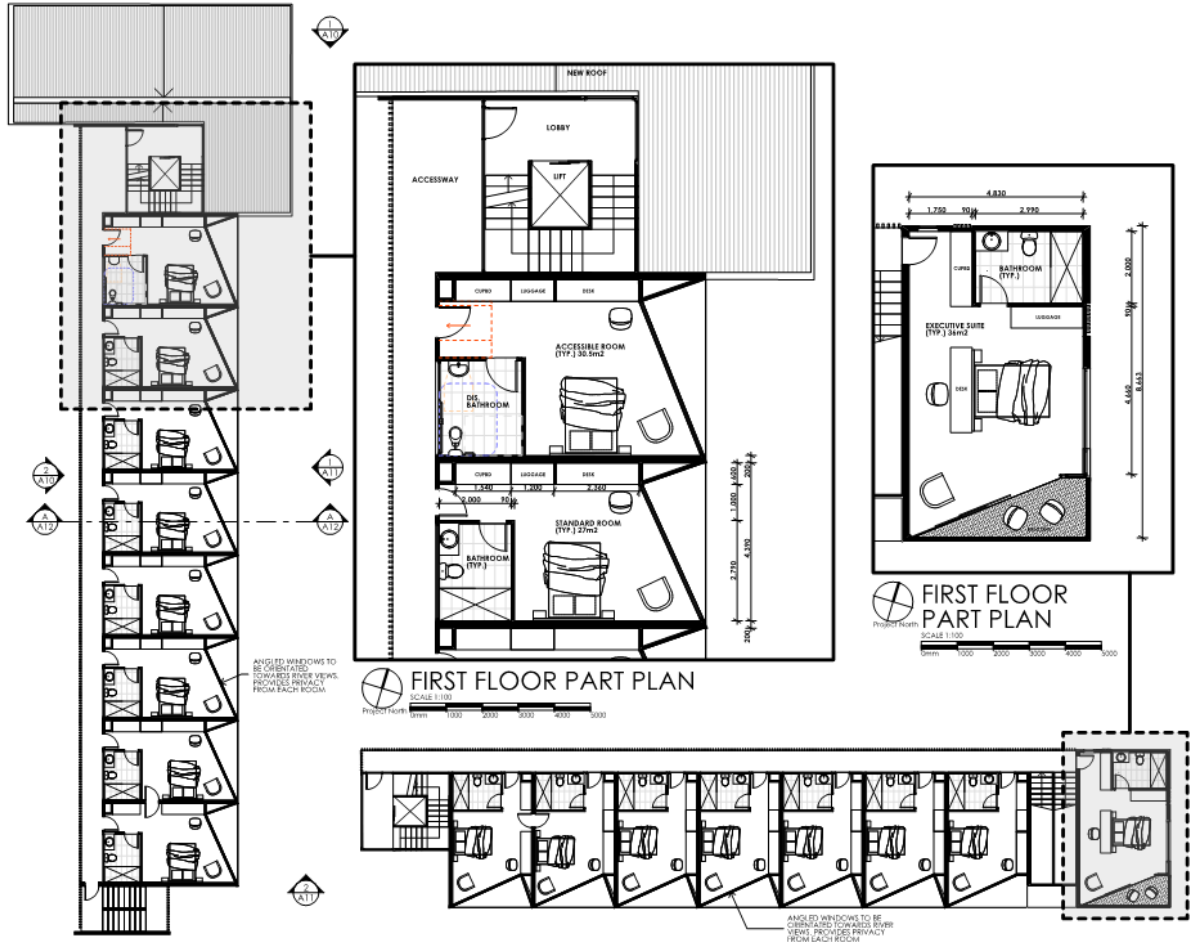 1
A10
NEW ROOF
LOBBY
ACCESSWAY
LIFT
CUPBD
LUGGAGE
DESK
ACCESSIBLE ROOM
(TYP.) 30.5m2
DIS.
BATHROOM
CUPBD
LUGGAGE
DESK
1,540
1,200
2,360
2,000
90
STANDARD ROOM
(TYP.) 27m2
BATHROOM
(TYP.)
600
200
1,000
4,390
2,790
200
FIRST FLOOR PART PLAN
SCALE 1:100
Project North
0mm
1000
2000
3000
4000
5000
4,830
1,750
90
2,990
CUPBD
BATHROOM
(TYP.)
LUGGAGE
EXECUTIVE SUITE
(TYP.) 36m2
DESK
2,000
90
4,660
8,663
FIRST FLOOR
PART PLAN
SCALE 1:100
Project North
0mm
1000
2000
3000
4000
5000
2
A10
1
A11
A
A12
A
A12
2
A11
ANGLED WINDOWS TO
BE ORIENTATED
TOWARDS RIVER VIEWS.
PROVIDES PRIVACY
FROM EACH ROOM
ANGLED WINDOWS TO BE
ORIENTATED TOWARDS RIVER
VIEWS. PROVIDES PRIVACY
FROM EACH ROOM